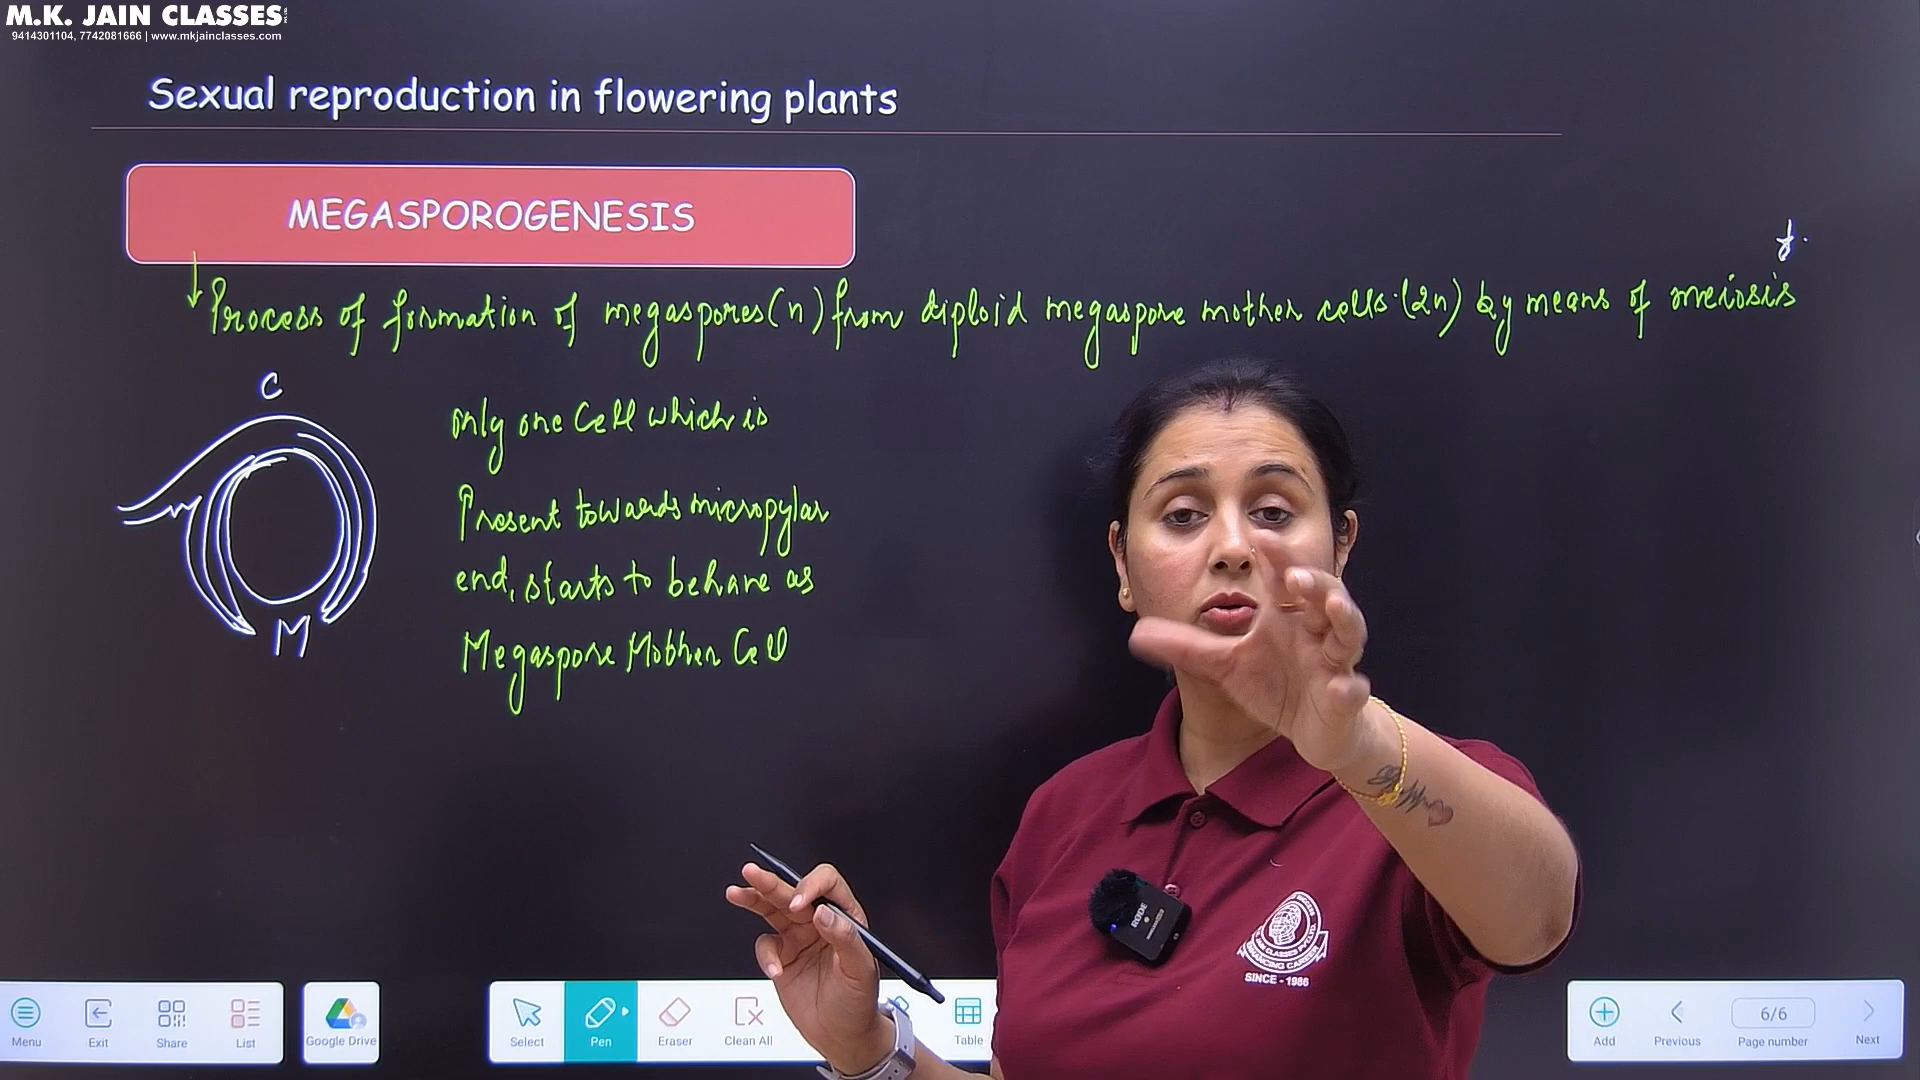 M.K. JAIN CLASSES
9414301104, 7742081666 | www.mkjainclasses.com
Sexual reproduction in flowering plants
MEGASPOROGENESIS
Process of formation of megaspores(n) from diploid megaspore mother cells (2n) by means of meiosis
C
only one cell which is
Present towards micropylar
end, starts to behave as
Megaspore Mother Cell
M
RODE
SINCE - 1986
Menu
Exit
Share
List
Google Drive
Select
Pen
Eraser
Clean All
Table
Add
Previous
6/6
Page number
Next